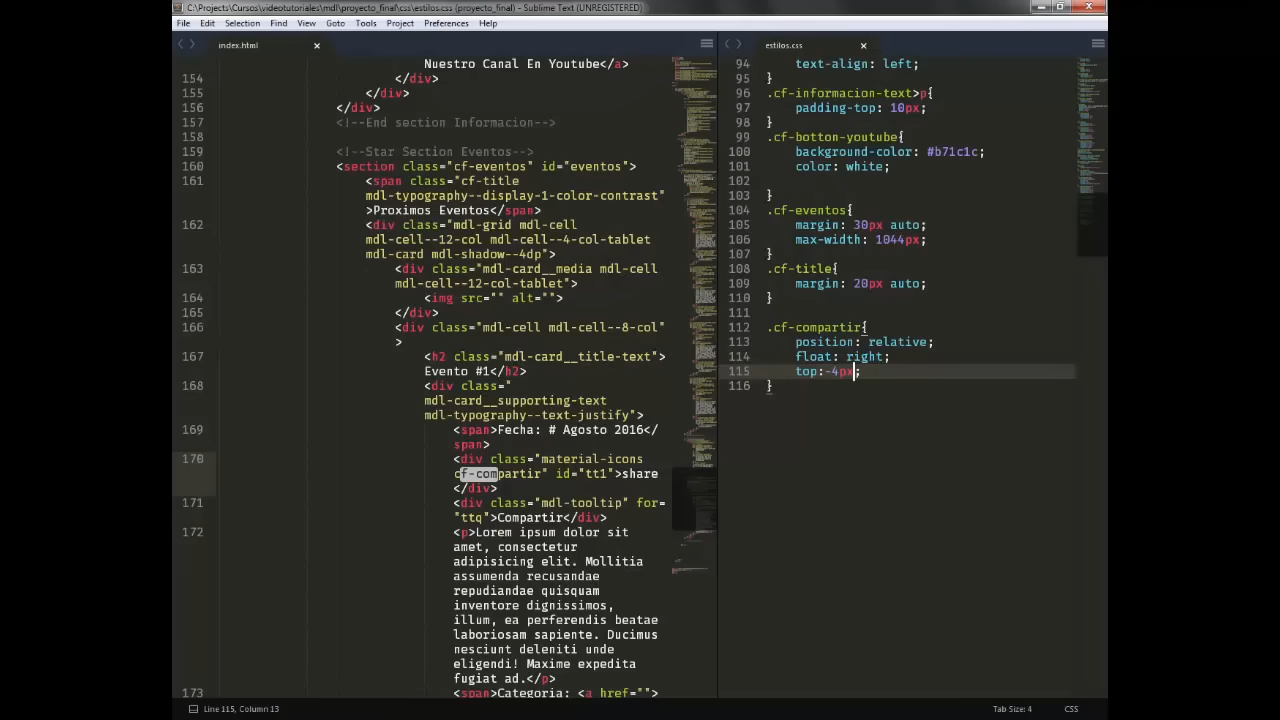 C:\Projects\Cursos\videotutoriales\mdl\proyecto_final\css\estilos.css (proyecto_final) - Sublime Text (UNREGISTERED)
File Edit Selection Find View Goto Tools Project Preferences Help
index.html
Nuestro Canal En Youtube</a>
154 </div>
155 </div>
156 </div>
157 <!--End section Informacion-->
158
159 <!--Star Section Eventos-->
160 <section class="cf-eventos" id="eventos">
161 <span class="cf-title
mdl-typography--display-1-color-contrast"
>Proximos Eventos</span>
162 <div class="mdl-grid mdl-cell
mdl-cell--12-col mdl-cell--4-col-tablet
mdl-card mdl-shadow--4dp">
163 <div class="mdl-card__media mdl-cell
mdl-cell--12-col-tablet">
164 <img src="" alt="">
165 </div>
166 <div class="mdl-cell mdl-cell--8-col"
>
167 <h2 class="mdl-card__title-text">
Evento #1</h2>
168 <div class="
mdl-card__supporting-text
mdl-typography--text-justify">
169 <span>Fecha: # Agosto 2016</
span>
170 <div class="material-icons
cf-compartir" id="tt1">share
</div>
171 <div class="mdl-tooltip" for=
"ttq">Compartir</div>
172 <p>Lorem ipsum dolor sit
amet, consectetur
adipisicing elit. Mollitia
assumenda recusandae
repudiandae quisquam
inventore dignissimos,
illum, ea perferendis beatae
laboriosam sapiente. Ducimus
nesciunt deleniti unde
eligendi! Maxime expedita
fugiat ad.</p>
173 <span>Categoria: <a href="">
estilos.css
94 text-align: left;
95 }
96 .cf-informacion-text>p{
97 padding-top: 10px;
98 }
99 .cf-botton-youtube{
100 background-color: #b71c1c;
101 color: white;
102
103 }
104 .cf-eventos{
105 margin: 30px auto;
106 max-width: 1044px;
107 }
108 .cf-title{
109 margin: 20px auto;
110 }
111
112 .cf-compartir{
113 position: relative;
114 float: right;
115 top:-4px;
116 }
Line 115, Column 13
Tab Size: 4
CSS